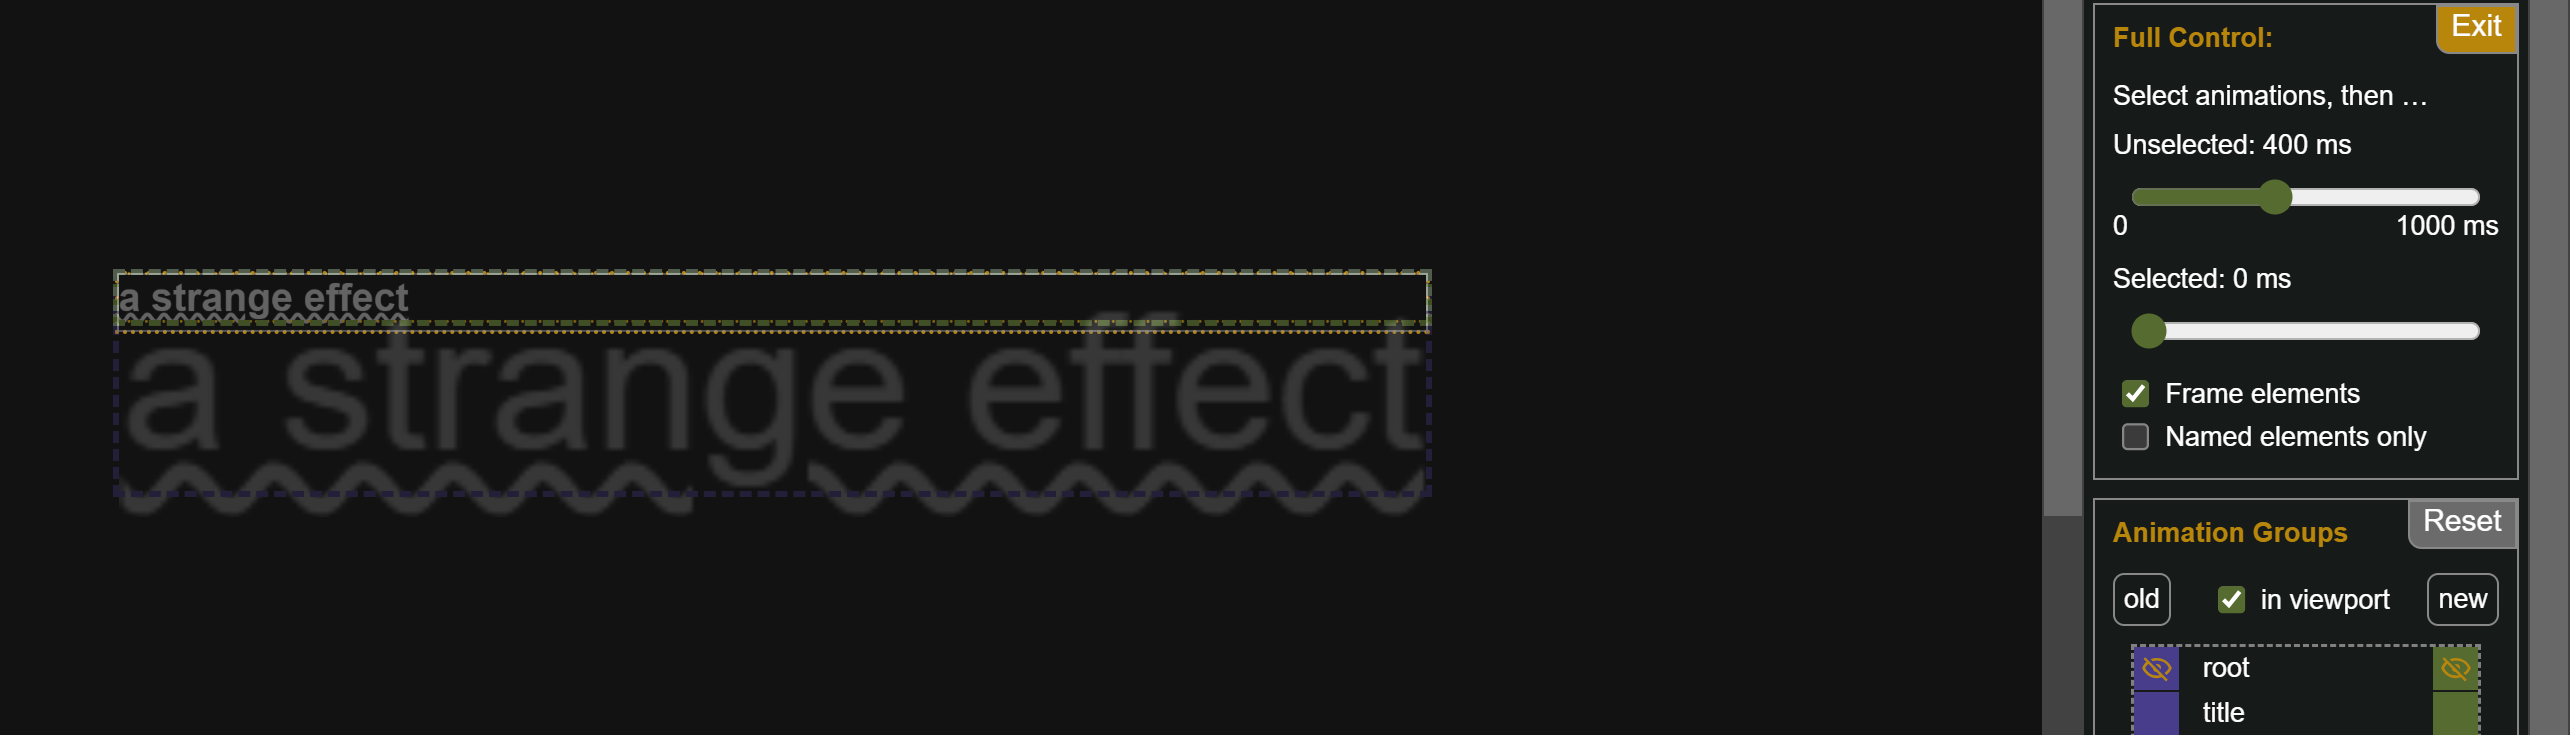 a strange effect
a strange effect
Full Control:
Exit
Select animations, then …
Unselected: 400 ms
0
1000 ms
Selected: 0 ms
Frame elements
Named elements only
Animation Groups
Reset
old
in viewport
new
root
title